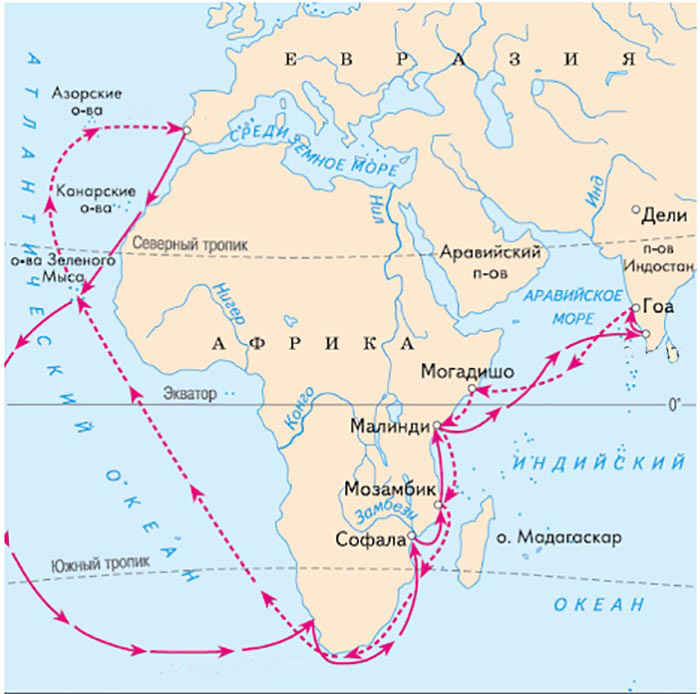 ЕВРАЗИЯ
Азорские
о-ва
СРЕДИЗЕМНОЕ МОРЕ
АТЛАНТИЧЕСКИЙ ОКЕАН
Канарские
о-ва
Нил
Инд
Дели
Северный тропик
Аравийский
п-ов
п-ов
Индостан
о-ва Зеленого
Мыса
Нигер
АРАВИЙСКОЕ
МОРЕ
Гоа
АФРИКА
Могадишо
Экватор
0°
Конго
Малинди
ИНДИЙСКИЙ
Мозамбик
Замбези
Софала
о. Мадагаскар
Южный тропик
ОКЕАН